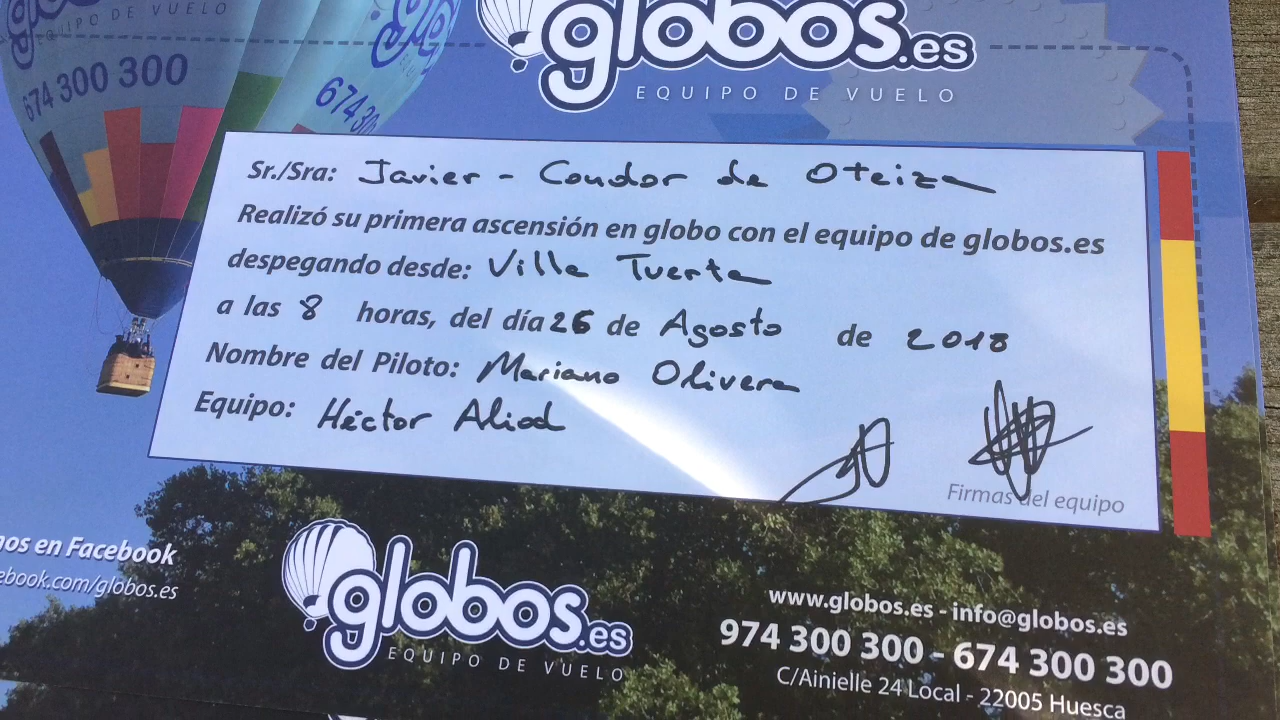 EQUIPO DE VUELO
674 300 300
674 30
globos.es
EQUIPO DE VUELO
Sr./Sra: Javier - Condor de Oteiza
Realizó su primera ascensión en globo con el equipo de globos.es
despegando desde: Villa Tuerta
a las 8 horas, del día 26 de Agosto de 2018
Nombre del Piloto: Mariano Olivera
Equipo: Héctor Aliod
Firmas del equipo
nos en Facebook
ebook.com/globos.es
globos.es
EQUIPO DE VUELO
www.globos.es - info@globos.es
974 300 300 - 674 300 300
C/Ainielle 24 Local - 22005 Huesca